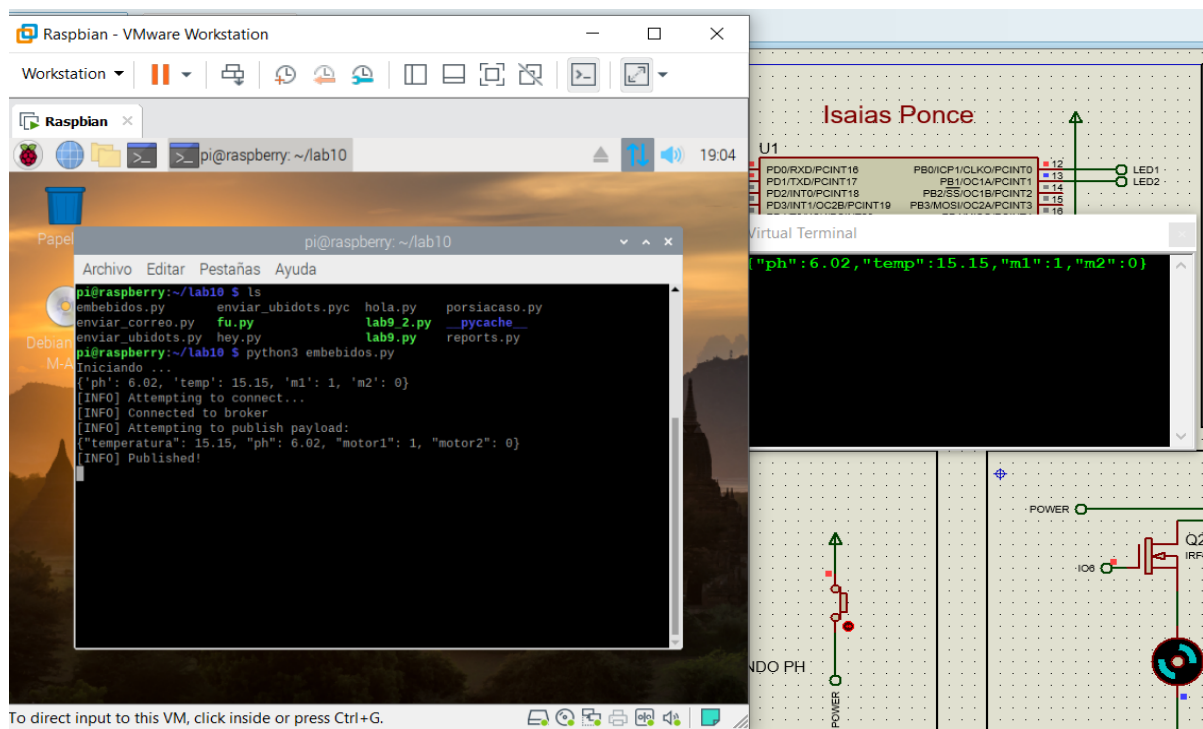 Raspbian - VMware Workstation
Workstation
Raspbian
pi@raspberry: ~/lab10
19:04
Papel
Debian
M-A
pi@raspberry: ~/lab10
Archivo Editar Pestañas Ayuda
pi@raspberry:~/lab10 $ ls
embebidos.py enviar_ubidots.pyc hola.py porsiacaso.py
enviar_correo.py fu.py lab9_2.py __pycache__
enviar_ubidots.py hey.py lab9.py reports.py
pi@raspberry:~/lab10 $ python3 embebidos.py
Iniciando ...
{'ph': 6.02, 'temp': 15.15, 'm1': 1, 'm2': 0}
[INFO] Attempting to connect...
[INFO] Connected to broker
[INFO] Attempting to publish payload:
{"temperatura": 15.15, "ph": 6.02, "motor1": 1, "motor2": 0}
[INFO] Published!
To direct input to this VM, click inside or press Ctrl+G.
Isaias Ponce
U1
PD0/RXD/PCINT16 PB0/ICP1/CLKO/PCINT0 12 LED1
PD1/TXD/PCINT17 PB1/OC1A/PCINT1 13 LED2
PD2/INT0/PCINT18 PB2/SS/OC1B/PCINT2 14
PD3/INT1/OC2B/PCINT19 PB3/MOSI/OC2A/PCINT3 15
16
Virtual Terminal
{"ph":6.02,"temp":15.15,"m1":1,"m2":0}
POWER
Q2
IRF
IO6
NDO PH
POWER